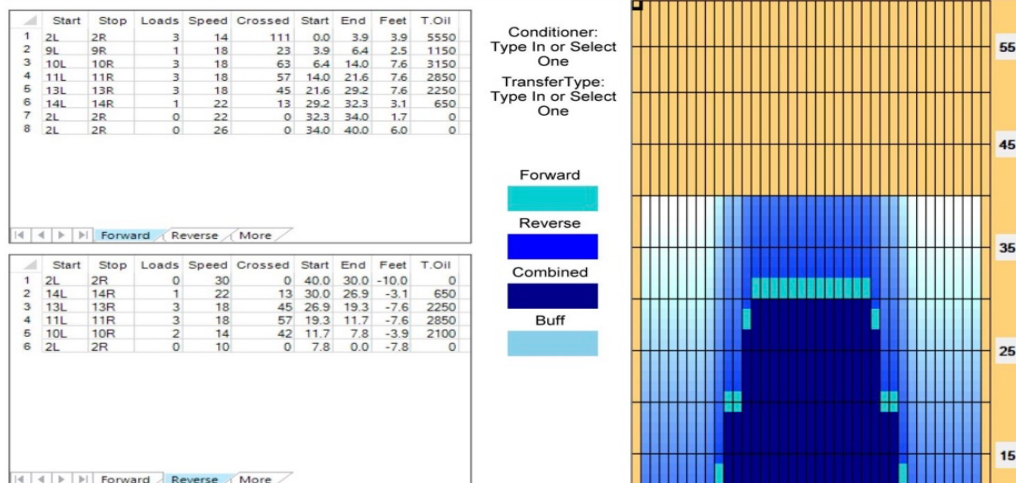 Start Stop Loads Speed Crossed Start End Feet T.Oil
1 2L 2R 3 14 111 0.0 3.9 3.9 5550
2 9L 9R 1 18 23 3.9 6.4 2.5 1150
3 10L 10R 3 18 63 6.4 14.0 7.6 3150
4 11L 11R 3 18 57 14.0 21.6 7.6 2850
5 13L 13R 3 18 45 21.6 29.2 7.6 2250
6 14L 14R 1 22 13 29.2 32.3 3.1 650
7 2L 2R 0 22 0 32.3 34.0 1.7 0
8 2L 2R 0 26 0 34.0 40.0 6.0 0
Forward Reverse More
Start Stop Loads Speed Crossed Start End Feet T.Oil
1 2L 2R 0 30 0 40.0 30.0 -10.0 0
2 14L 14R 1 22 13 30.0 26.9 -3.1 650
3 13L 13R 3 18 45 26.9 19.3 -7.6 2250
4 11L 11R 3 18 57 19.3 11.7 -7.6 2850
5 10L 10R 2 14 42 11.7 7.8 -3.9 2100
6 2L 2R 0 10 0 7.8 0.0 -7.8 0
Forward Reverse More
Conditioner:
Type In or Select
One
TransferType:
Type In or Select
One
Forward
Reverse
Combined
Buff
55
45
35
25
15